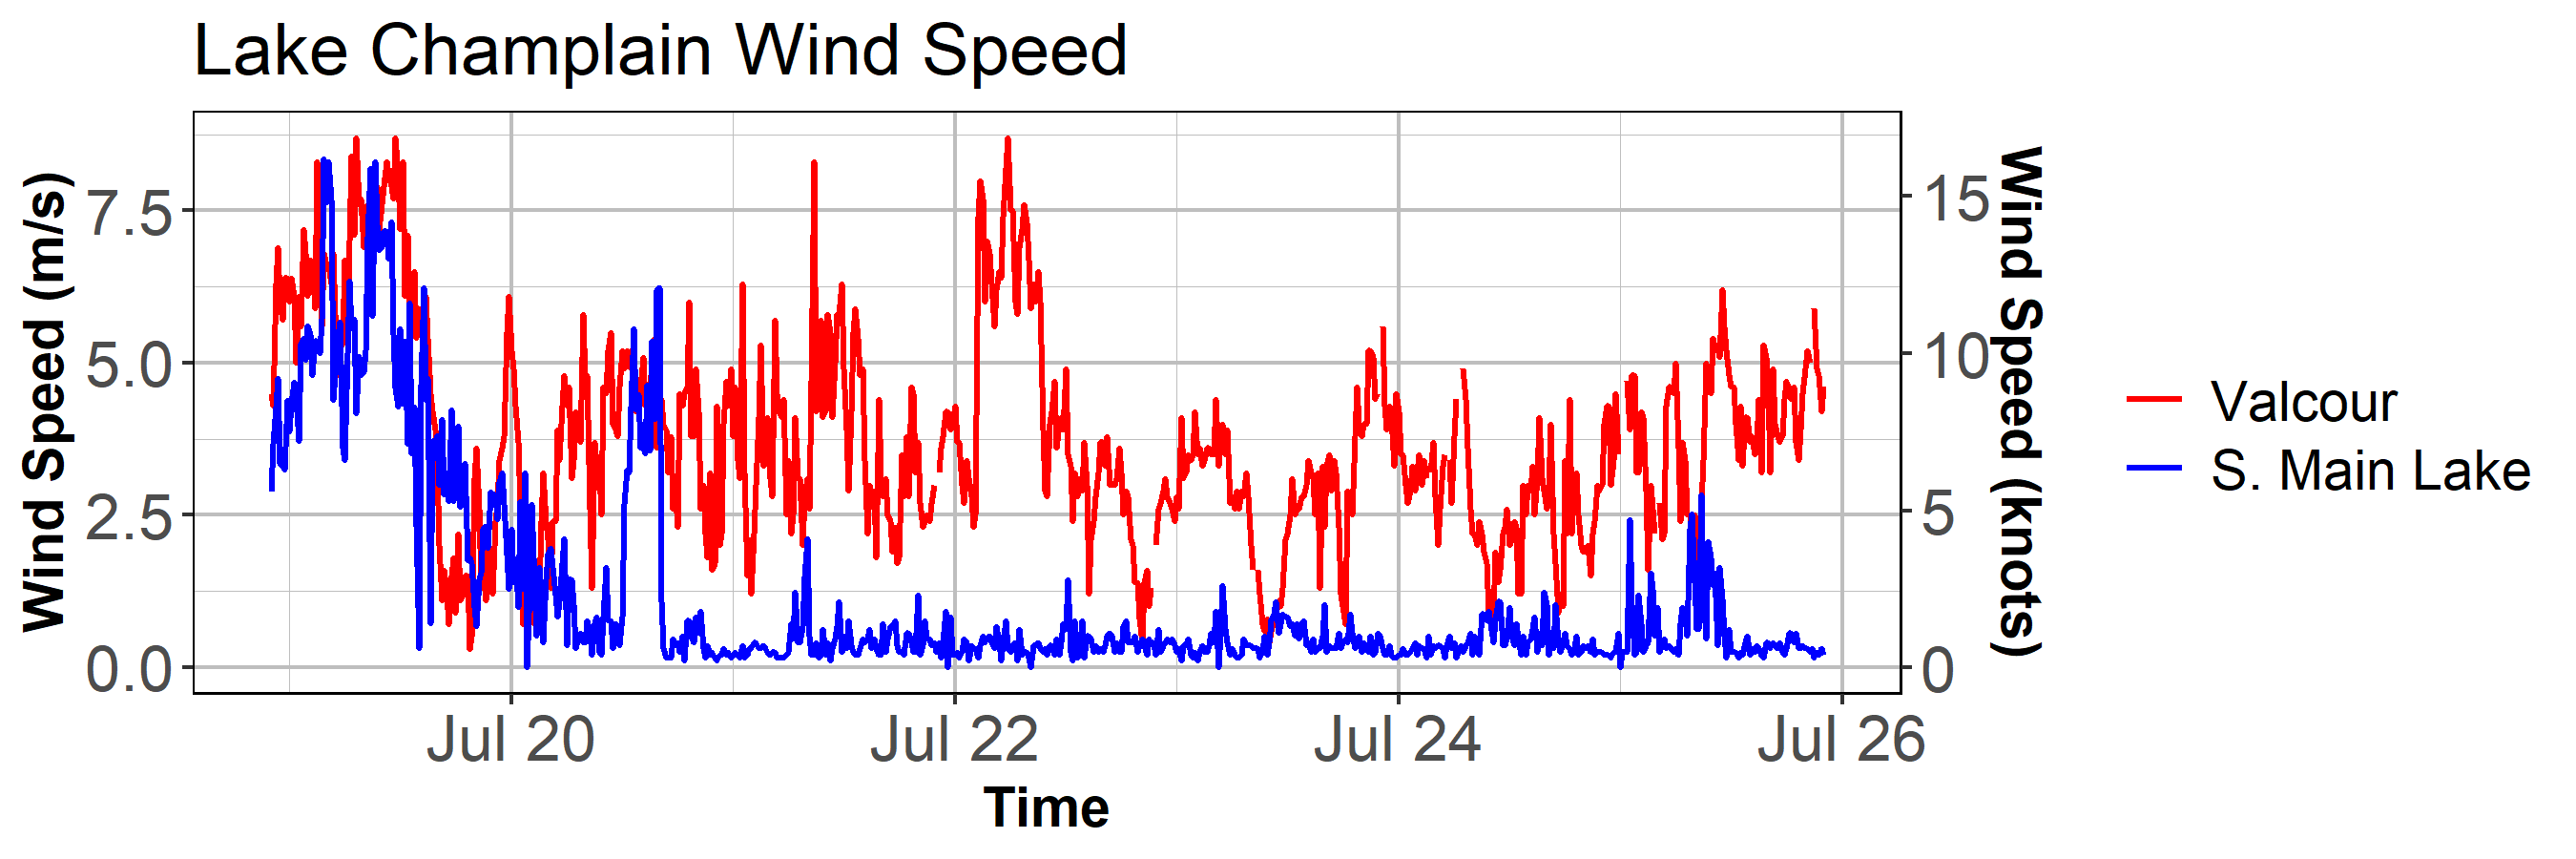 Lake Champlain Wind Speed
Wind Speed (m/s)
7.5
5.0
2.5
0.0
15
10
5
0
Wind Speed (knots)
Jul 20
Jul 22
Jul 24
Jul 26
Time
Valcour
S. Main Lake